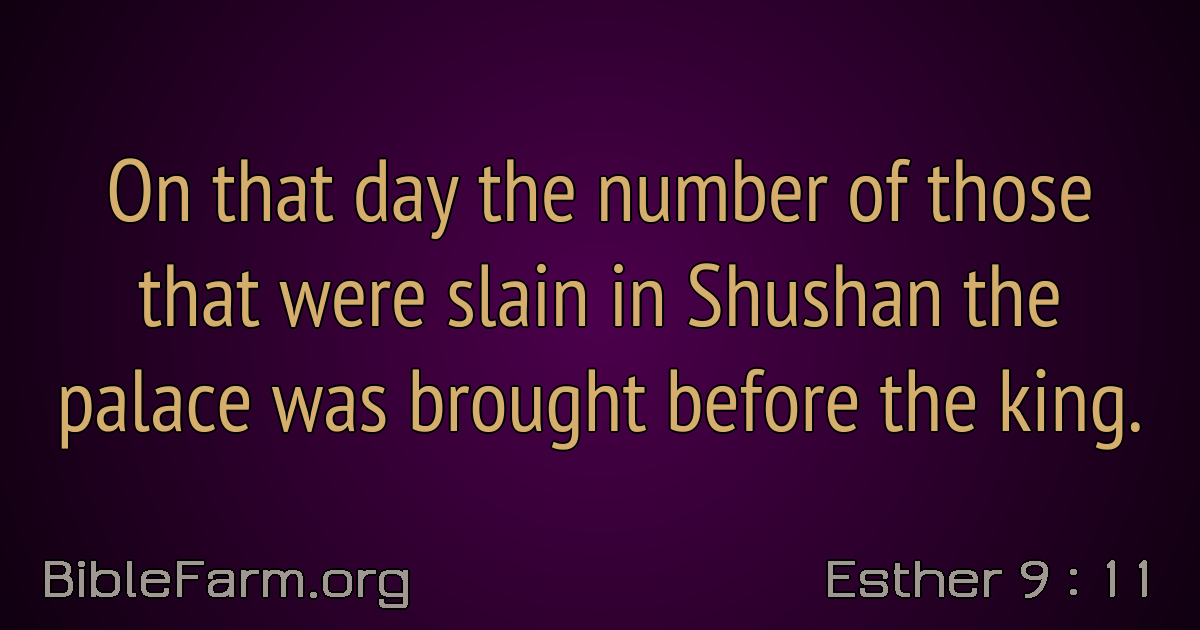 On that day the number of those
that were slain in Shushan the
palace was brought before the king.
BibleFarm.org
Esther 9 : 11